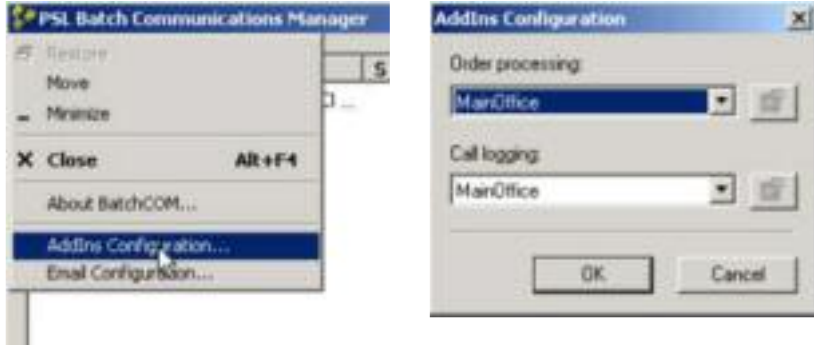 PSL Batch Communications Manager
Restore
Move
Minimize
Close Alt+F4
About BatchCOM...
AddIns Configuration...
Email Configuration...
S
AddIns Configuration
Order processing:
MainOffice
Call logging:
MainOffice
OK Cancel